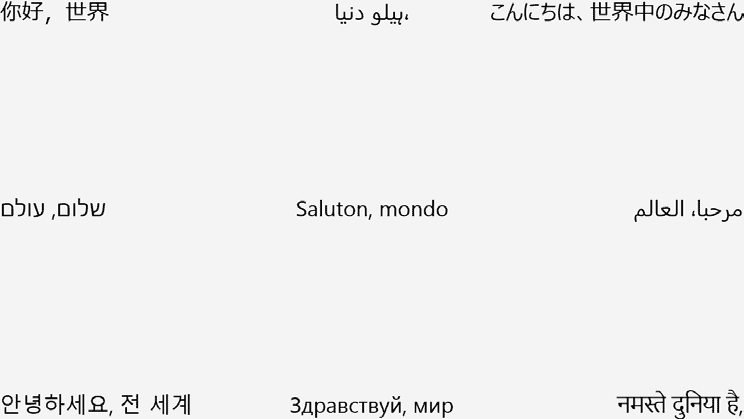 你好，世界
ہیلو دنیا،
こんにちは、世界中のみなさん
שלום, עולם
Saluton, mondo
مرحبا، العالم
안녕하세요, 전 세계
Здравствуй, мир
नमस्ते दुनिया है,